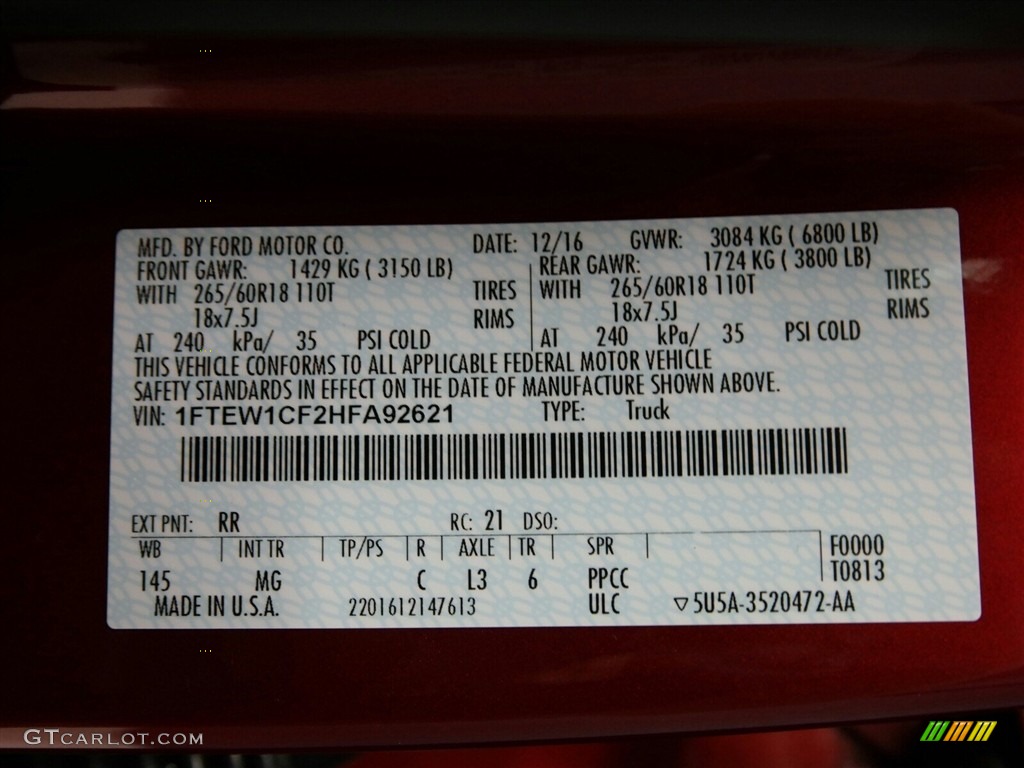 MFD. BY FORD MOTOR CO. DATE: 12/16 GVWR: 3084 KG ( 6800 LB)
FRONT GAWR: 1429 KG ( 3150 LB) REAR GAWR: 1724 KG ( 3800 LB)
WITH 265/60R18 110T TIRES WITH 265/60R18 110T TIRES
18x7.5J RIMS 18x7.5J RIMS
AT 240 kPa/ 35 PSI COLD AT 240 kPa/ 35 PSI COLD
THIS VEHICLE CONFORMS TO ALL APPLICABLE FEDERAL MOTOR VEHICLE
SAFETY STANDARDS IN EFFECT ON THE DATE OF MANUFACTURE SHOWN ABOVE.
VIN: 1FTEW1CF2HFA92621 TYPE: Truck
EXT PNT: RR RC: 21 DSO:
WB INT TR TP/PS R AXLE TR SPR F0000
145 MG C L3 6 PPCC T0813
MADE IN U.S.A. 2201612147613 ULC ▽5U5A-3520472-AA
GTCARLOT.COM